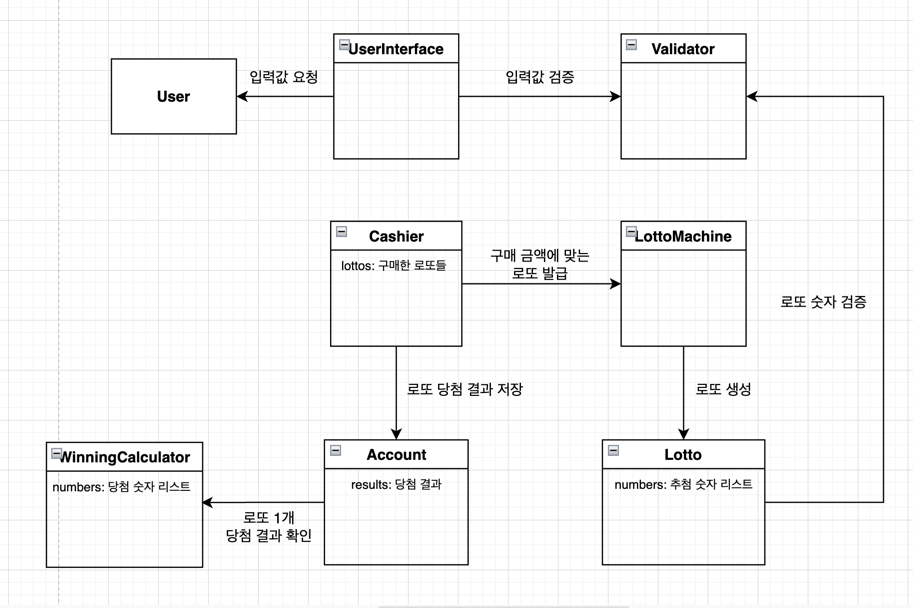 UserInterface
Validator
User
입력값 요청
입력값 검증
Cashier
lottos: 구매한 로또들
구매 금액에 맞는
로또 발급
LottoMachine
로또 숫자 검증
로또 당첨 결과 저장
로또 생성
WinningCalculator
numbers: 당첨 숫자 리스트
Account
results: 당첨 결과
Lotto
numbers: 추첨 숫자 리스트
로또 1개
당첨 결과 확인